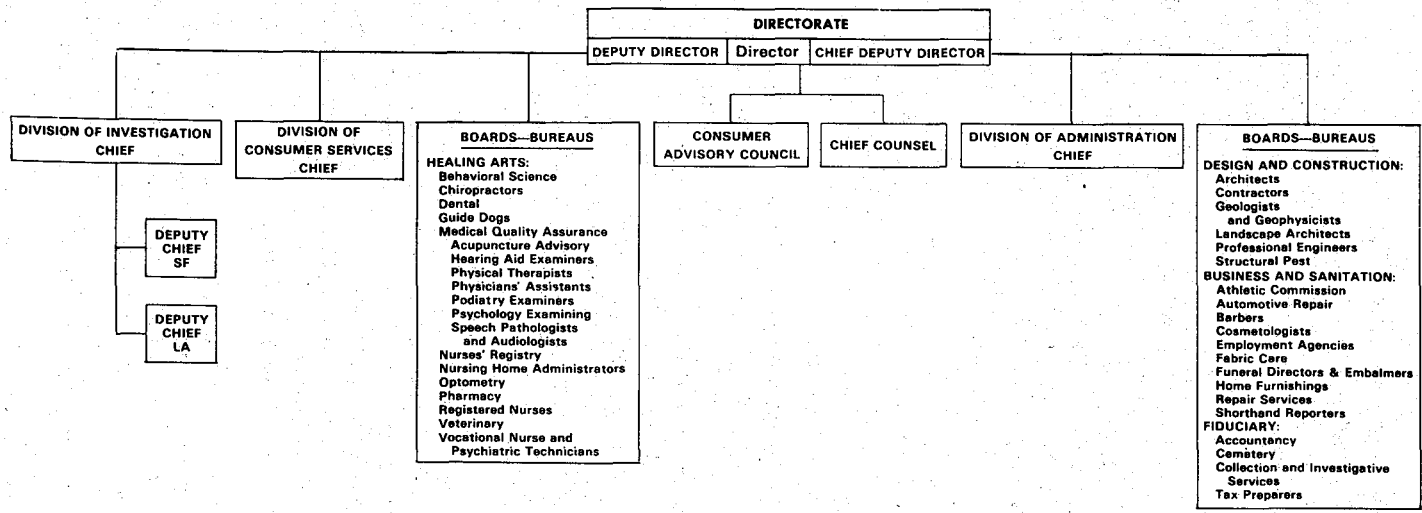 DIRECTORATE
DEPUTY DIRECTOR
Director
CHIEF DEPUTY DIRECTOR
DIVISION OF INVESTIGATION
CHIEF
DEPUTY
CHIEF
SF
DEPUTY
CHIEF
LA
DIVISION OF
CONSUMER SERVICES
CHIEF
BOARDS—BUREAUS
HEALING ARTS:
Behavioral Science
Chiropractors
Dental
Guide Dogs
Medical Quality Assurance
Acupuncture Advisory
Hearing Aid Examiners
Physical Therapists
Physicians' Assistants
Podiatry Examiners
Psychology Examining
Speech Pathologists
and Audiologists
Nurses' Registry
Nursing Home Administrators
Optometry
Pharmacy
Registered Nurses
Veterinary
Vocational Nurse and
Psychiatric Technicians
CONSUMER
ADVISORY COUNCIL
CHIEF COUNSEL
DIVISION OF ADMINISTRATION
CHIEF
BOARDS—BUREAUS
DESIGN AND CONSTRUCTION:
Architects
Contractors
Geologists
and Geophysicists
Landscape Architects
Professional Engineers
Structural Pest
BUSINESS AND SANITATION:
Athletic Commission
Automotive Repair
Barbers
Cosmetologists
Employment Agencies
Fabric Care
Funeral Directors & Embalmers
Home Furnishings
Repair Services
Shorthand Reporters
FIDUCIARY:
Accountancy
Cemetery
Collection and Investigative
Services
Tax Preparers